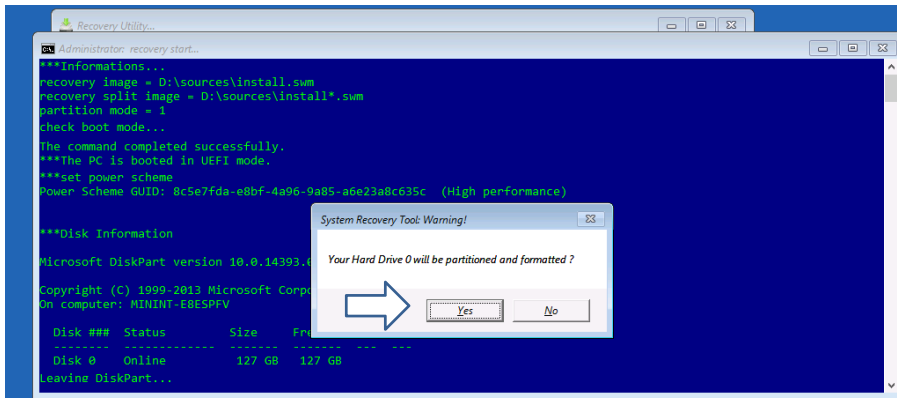 Recovery Utility...
Administrator: recovery start...
***Informations...
recovery image = D:\sources\install.swm
recovery split image = D:\sources\install*.swm
partition mode = 1
check boot mode...
The command completed successfully.
***The PC is booted in UEFI mode.
***set power scheme
Power Scheme GUID: 8c5e7fda-e8bf-4a96-9a85-a6e23a8c635c  (High performance)
System Recovery Tool: Warning!
***Disk Information
Your Hard Drive 0 will be partitioned and formatted ?
Microsoft DiskPart version 10.0.14393.
Copyright (C) 1999-2013 Microsoft Corp
On computer: MININT-E8ESPFV
Yes
No
Disk ###  Status          Size     Fre
--------  -------------  -------  -------  ---  ---
Disk 0    Online          127 GB   127 GB
Leaving DiskPart...